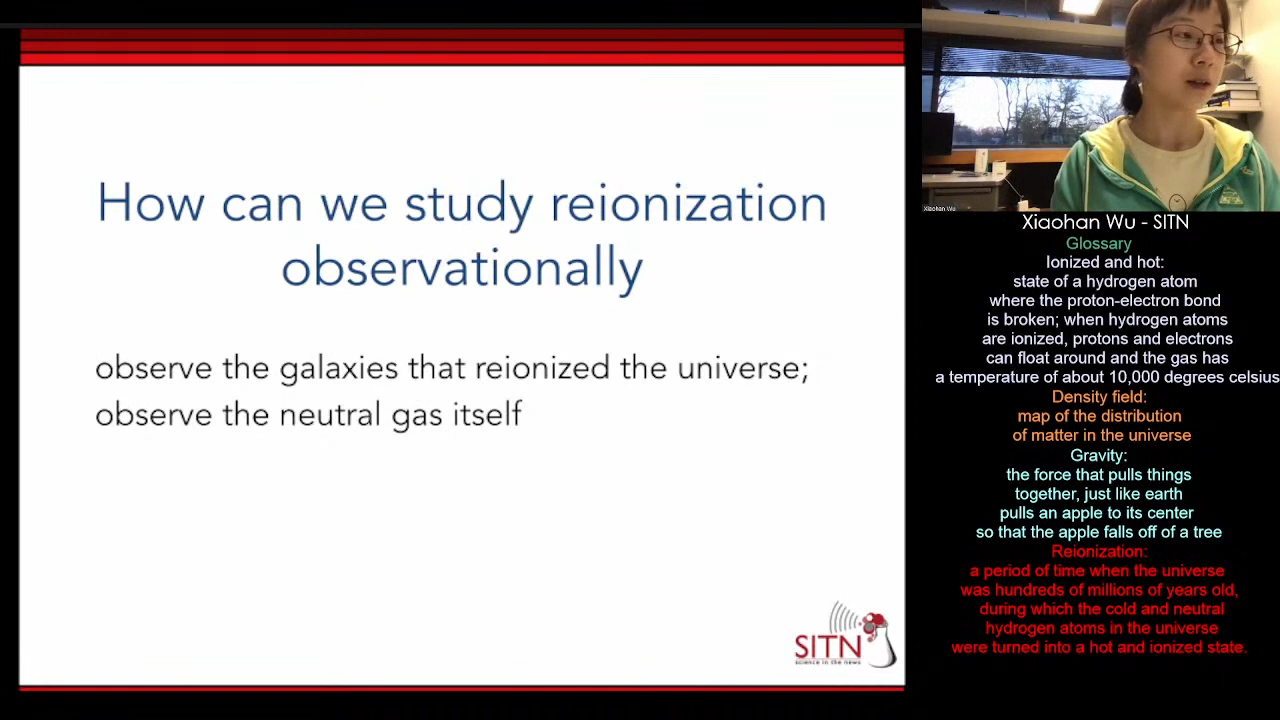 How can we study reionization
observationally
observe the galaxies that reionized the universe;
observe the neutral gas itself
SITN
science in the news
Xiaohan Wu
Xiaohan Wu - SITN
Glossary
Ionized and hot:
state of a hydrogen atom
where the proton-electron bond
is broken; when hydrogen atoms
are ionized, protons and electrons
can float around and the gas has
a temperature of about 10,000 degrees celsius
Density field:
map of the distribution
of matter in the universe
Gravity:
the force that pulls things
together, just like earth
pulls an apple to its center
so that the apple falls off of a tree
Reionization:
a period of time when the universe
was hundreds of millions of years old,
during which the cold and neutral
hydrogen atoms in the universe
were turned into a hot and ionized state.